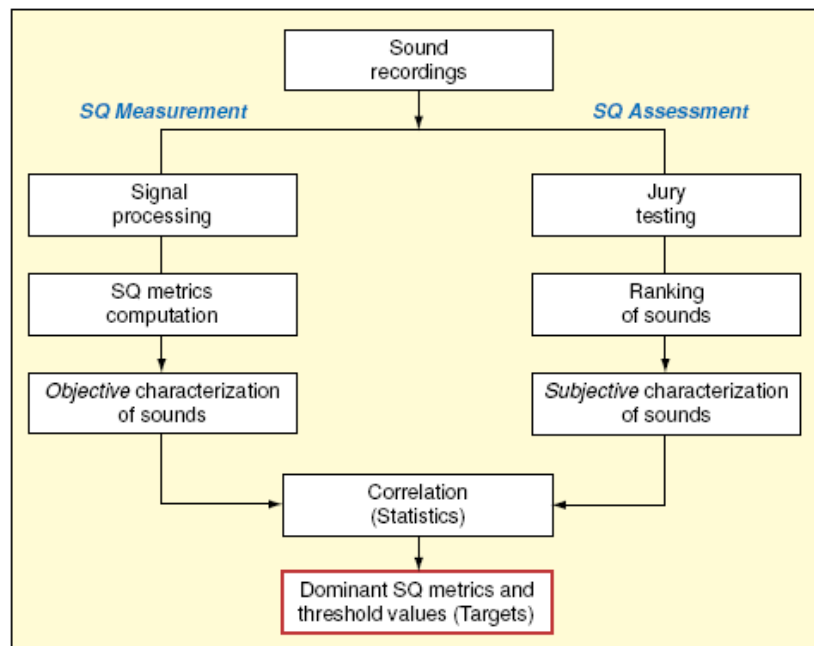 Sound
recordings
SQ Measurement
SQ Assessment
Signal
processing
Jury
testing
SQ metrics
computation
Ranking
of sounds
Objective characterization
of sounds
Subjective characterization
of sounds
Correlation
(Statistics)
Dominant SQ metrics and
threshold values (Targets)